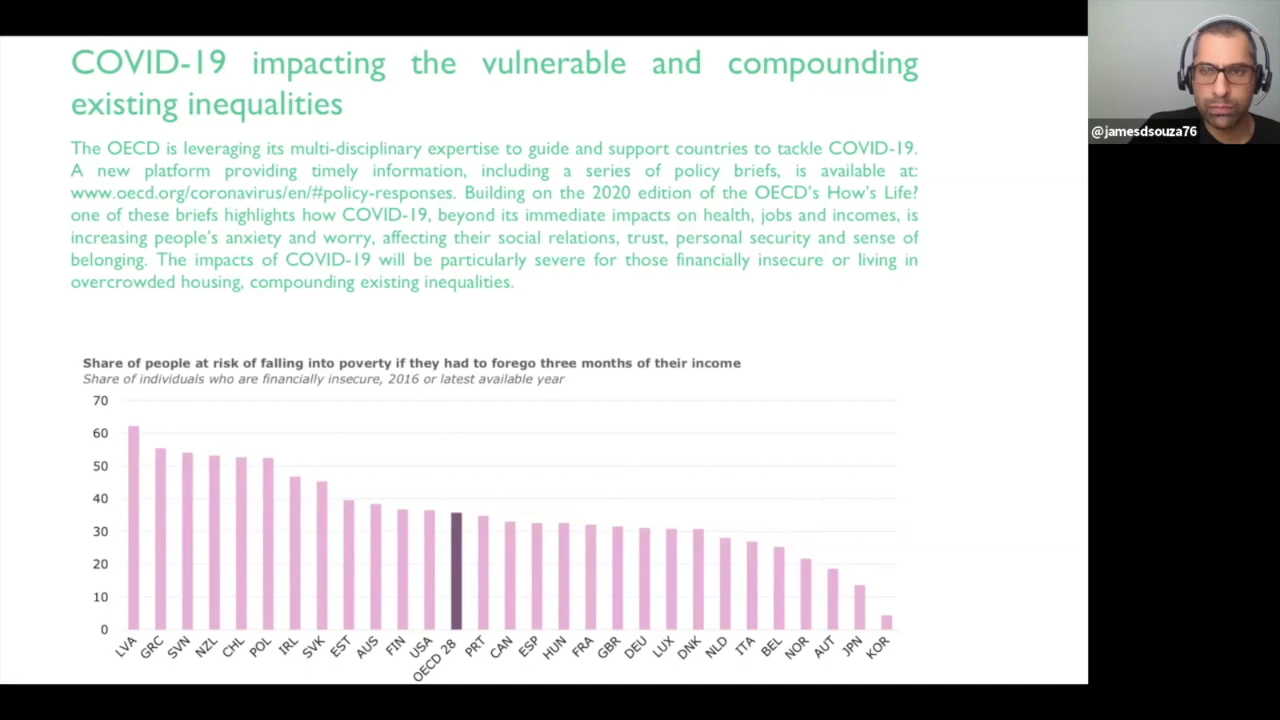 COVID-19 impacting the vulnerable and compounding
existing inequalities
The OECD is leveraging its multi-disciplinary expertise to guide and support countries to tackle COVID-19.
A new platform providing timely information, including a series of policy briefs, is available at:
www.oecd.org/coronavirus/en/#policy-responses. Building on the 2020 edition of the OECD's How's Life?
one of these briefs highlights how COVID-19, beyond its immediate impacts on health, jobs and incomes, is
increasing people's anxiety and worry, affecting their social relations, trust, personal security and sense of
belonging. The impacts of COVID-19 will be particularly severe for those financially insecure or living in
overcrowded housing, compounding existing inequalities.
@jamesdsouza76
Share of people at risk of falling into poverty if they had to forego three months of their income
Share of individuals who are financially insecure, 2016 or latest available year
70
60
50
40
30
20
10
0
LVA GRC SVN NZL CHL POL IRL SVK EST AUS FIN USA OECD 28 PRT CAN ESP HUN FRA GBR DEU LUX DNK NLD ITA BEL NOR AUT JPN KOR